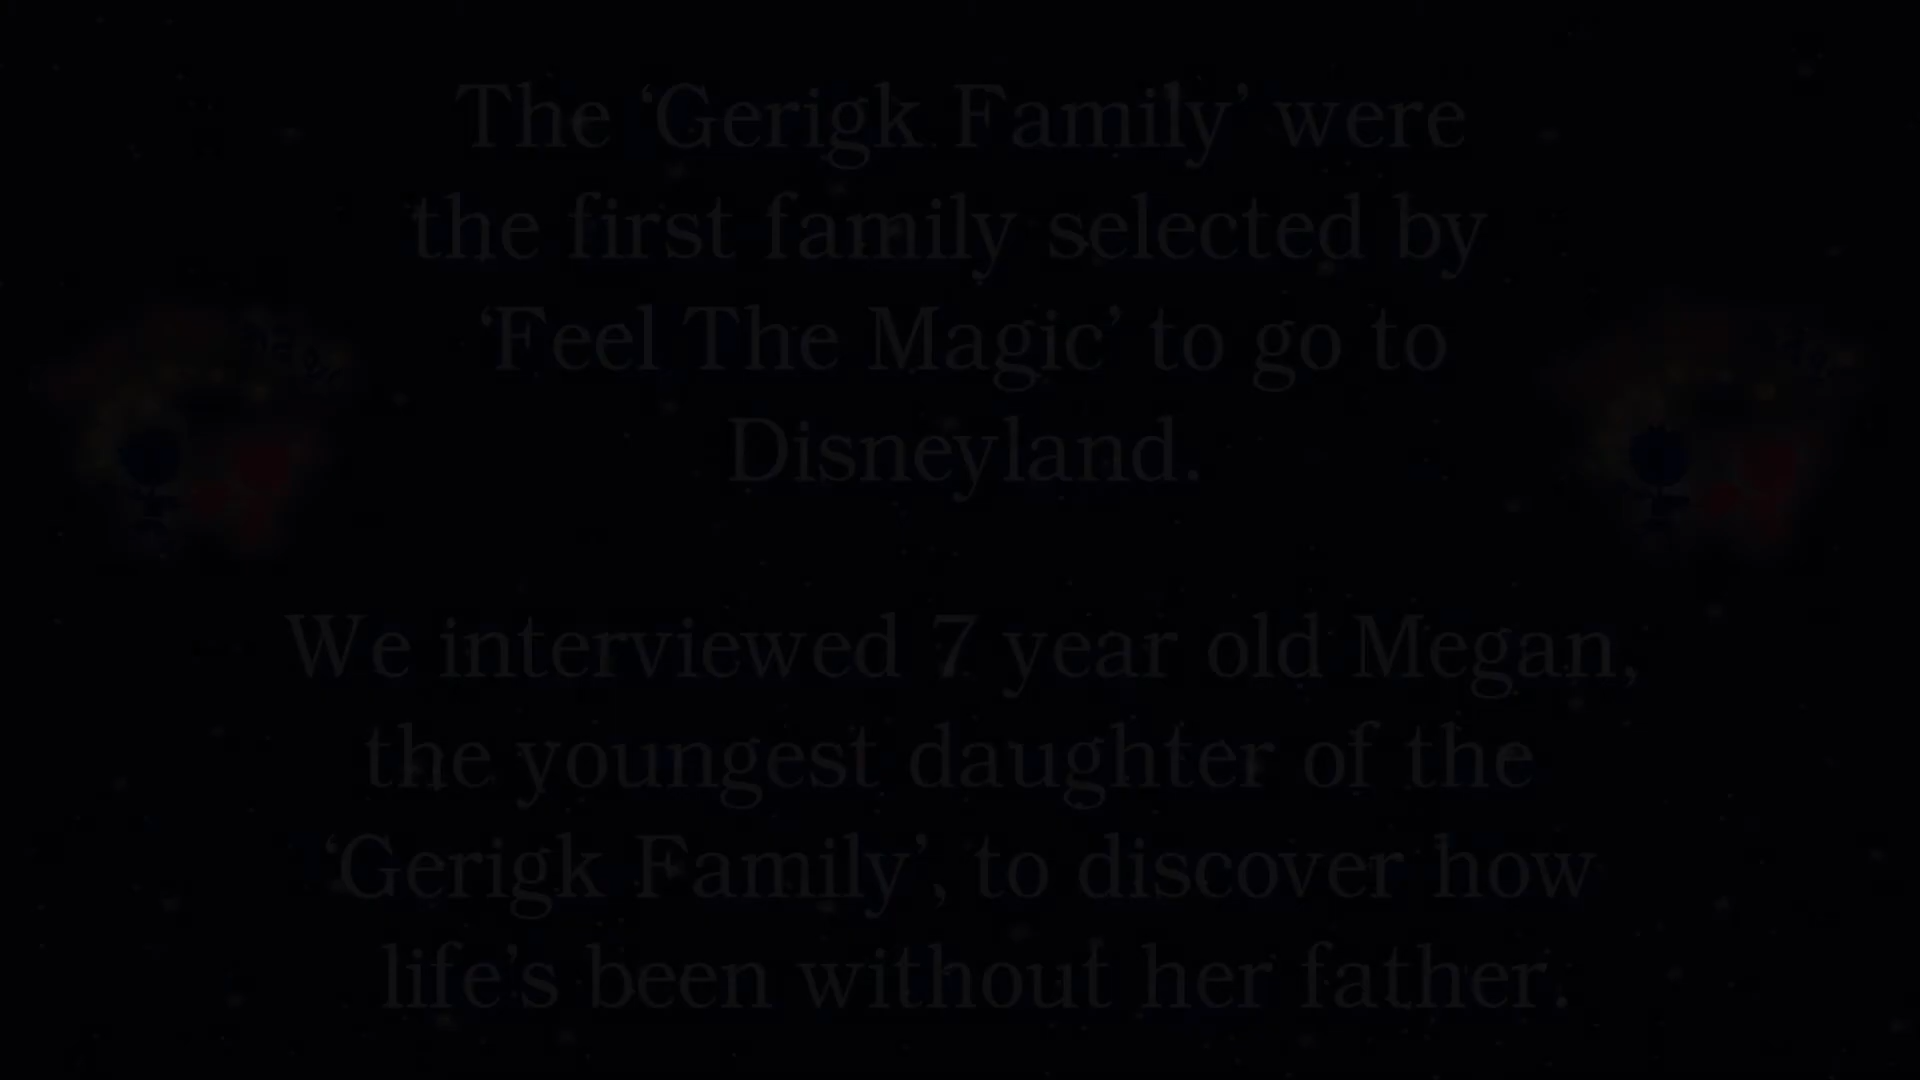 The ‘Gerigk Family’ were
the first family selected by
‘Feel The Magic’ to go to
Disneyland.
We interviewed 7 year old Megan,
the youngest daughter of the
‘Gerigk Family’, to discover how
life’s been without her father.